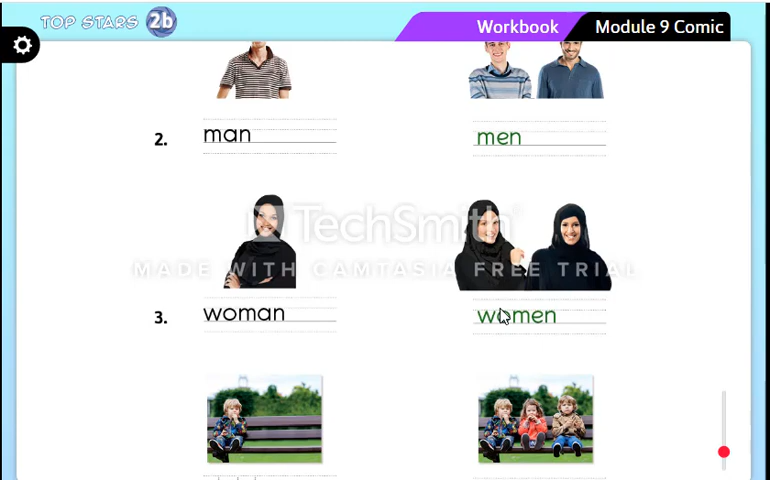 TOP STARS 2b
Workbook
Module 9 Comic
2. man men
TechSmith
MADE WITH CAMTASIA FREE TRIAL
3. woman women